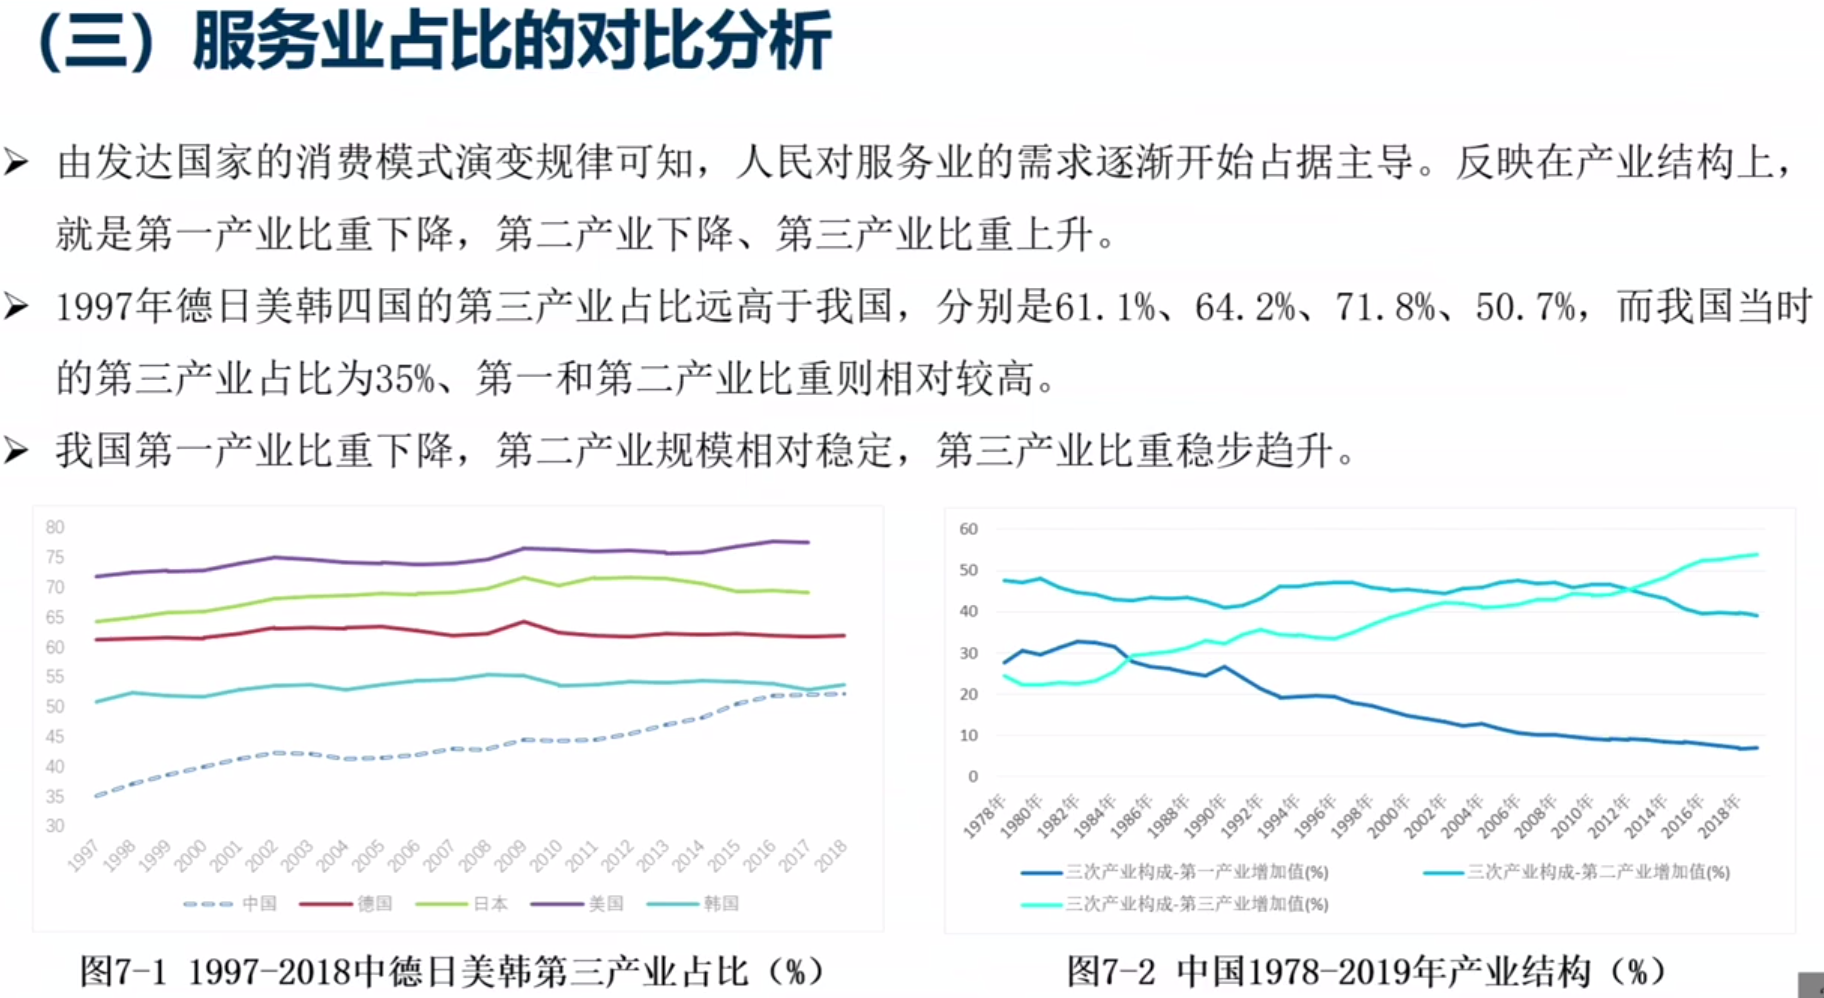 （三）服务业占比的对比分析
由发达国家的消费模式演变规律可知，人民对服务业的需求逐渐开始占据主导。反映在产业结构上，
就是第一产业比重下降，第二产业下降、第三产业比重上升。
1997年德日美韩四国的第三产业占比远高于我国，分别是61.1%、64.2%、71.8%、50.7%，而我国当时
的第三产业占比为35%、第一和第二产业比重则相对较高。
我国第一产业比重下降，第二产业规模相对稳定，第三产业比重稳步趋升。
80
75
70
65
60
55
50
45
40
35
30
1997 1998 1999 2000 2001 2002 2003 2004 2005 2006 2007 2008 2009 2010 2011 2012 2013 2014 2015 2016 2017 2018
中国 德国 日本 美国 韩国
图7-1 1997-2018中德日美韩第三产业占比（%）
60
50
40
30
20
10
0
1978年 1980年 1982年 1984年 1986年 1988年 1990年 1992年 1994年 1996年 1998年 2000年 2002年 2004年 2006年 2008年 2010年 2012年 2014年 2016年 2018年
三次产业构成-第一产业增加值(%) 三次产业构成-第二产业增加值(%)
三次产业构成-第三产业增加值(%)
图7-2 中国1978-2019年产业结构（%）